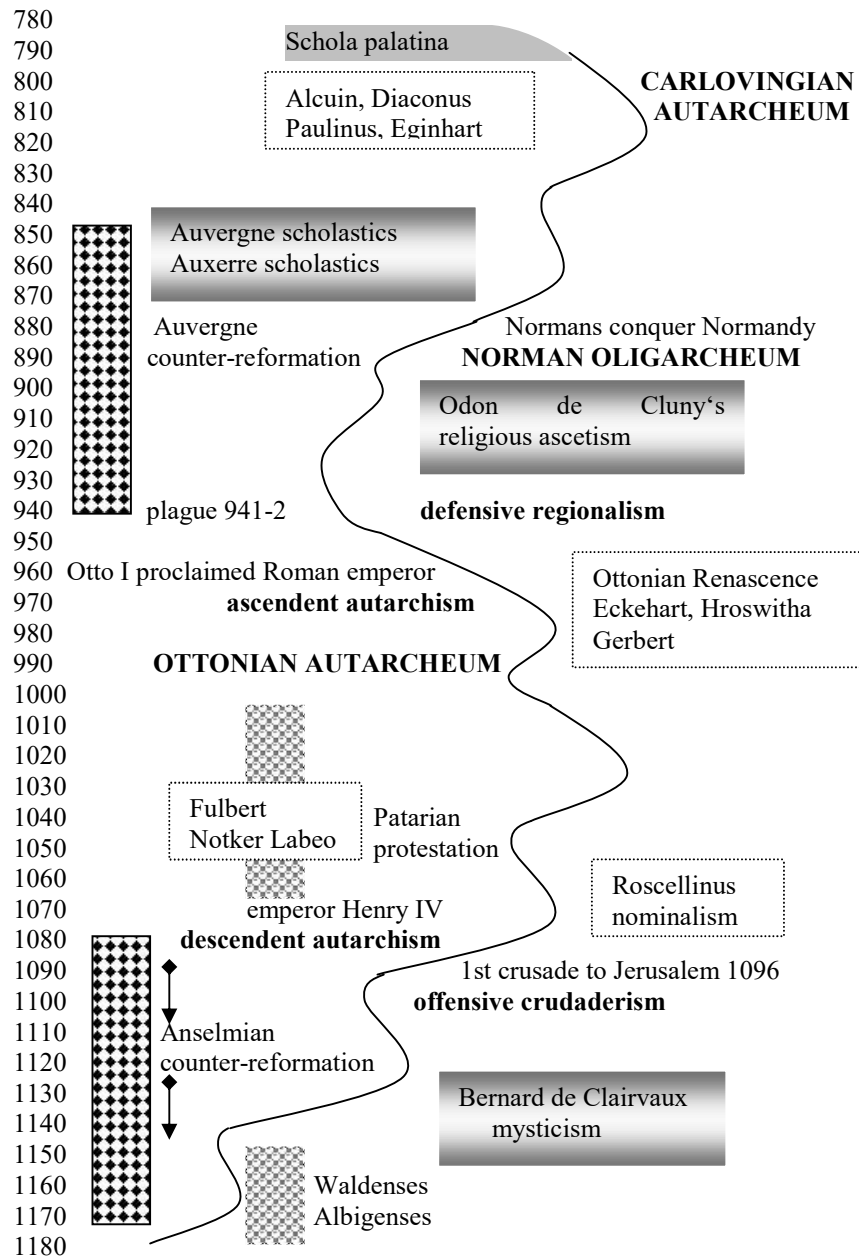 780
790
800
810
820
830
840
850
860
870
880
890
900
910
920
930
940
950
960
970
980
990
1000
1010
1020
1030
1040
1050
1060
1070
1080
1090
1100
1110
1120
1130
1140
1150
1160
1170
1180
Schola palatina
CARLOVINGIAN
AUTARCHEUM
Alcuin, Diaconus
Paulinus, Eginhart
Auvergne scholastics
Auxerre scholastics
Auvergne
counter-reformation
Normans conquer Normandy
NORMAN OLIGARCHEUM
Odon de Cluny‘s
religious ascetism
plague 941-2
defensive regionalism
Otto I proclaimed Roman emperor
ascendent autarchism
Ottonian Renascence
Eckehart, Hroswitha
Gerbert
OTTONIAN AUTARCHEUM
Fulbert
Notker Labeo
Patarian
protestation
Roscellinus
nominalism
emperor Henry IV
descendent autarchism
1st crusade to Jerusalem 1096
offensive crudaderism
Anselmian
counter-reformation
Bernard de Clairvaux
mysticism
Waldenses
Albigenses